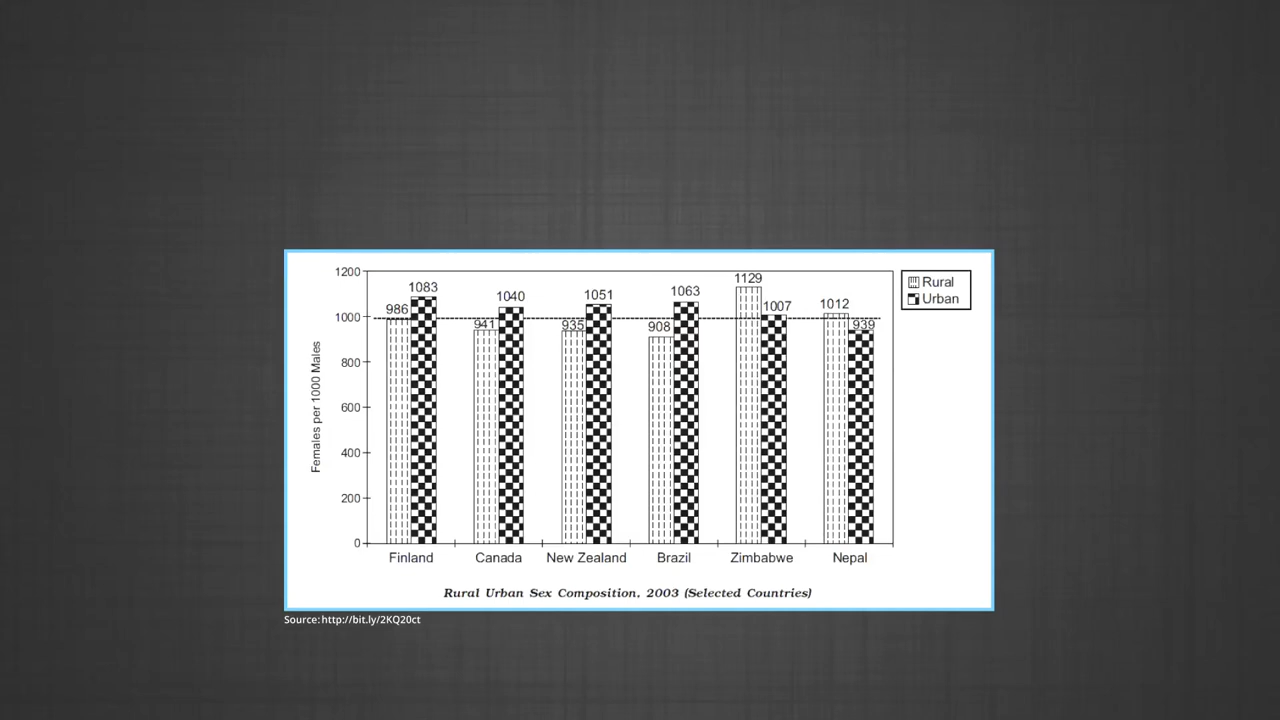 1200
1000
800
600
400
200
0
Females per 1000 Males
986
1083
941
1040
935
1051
908
1063
1129
1007
1012
939
Finland
Canada
New Zealand
Brazil
Zimbabwe
Nepal
Rural
Urban
Rural Urban Sex Composition, 2003 (Selected Countries)
Source: http://bit.ly/2KQ20ct